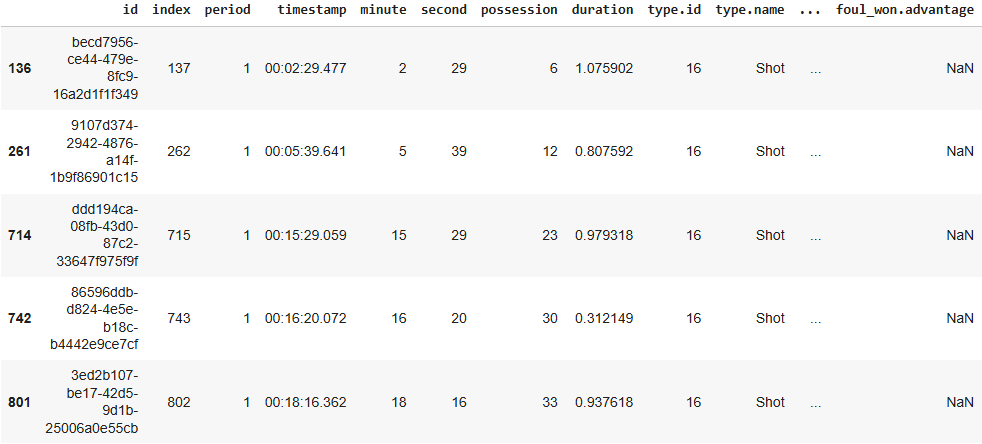 id index period timestamp minute second possession duration type.id type.name ... foul_won.advantage
becd7956-
ce44-479e-
136 137 1 00:02:29.477 2 29 6 1.075902 16 Shot ... NaN
8fc9-
16a2d1f1f349
9107d374-
2942-4876-
261 262 1 00:05:39.641 5 39 12 0.807592 16 Shot ... NaN
a14f-
1b9f86901c15
ddd194ca-
08fb-43d0-
714 715 1 00:15:29.059 15 29 23 0.979318 16 Shot ... NaN
87c2-
33647f975f9f
86596ddb-
d824-4e5e-
742 743 1 00:16:20.072 16 20 30 0.312149 16 Shot ... NaN
b18c-
b4442e9ce7cf
3ed2b107-
be17-42d5-
801 802 1 00:18:16.362 18 16 33 0.937618 16 Shot ... NaN
9d1b-
25006a0e55cb